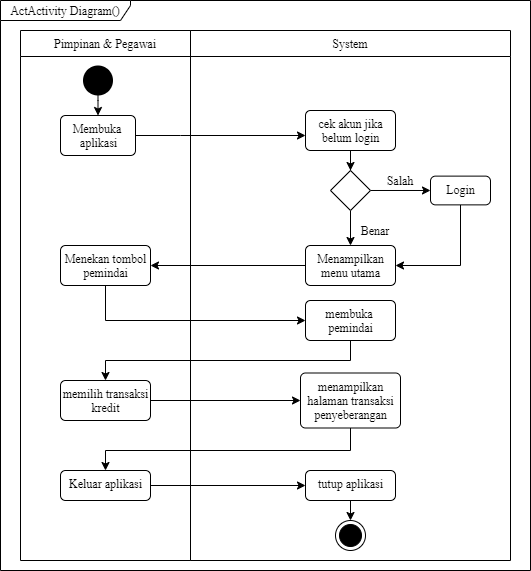 ActActivity Diagram()
Pimpinan & Pegawai
System
Membuka
aplikasi
cek akun jika
belum login
Salah
Login
Benar
Menekan tombol
pemindai
Menampilkan
menu utama
membuka
pemindai
memilih transaksi
kredit
menampilkan
halaman transaksi
penyeberangan
Keluar aplikasi
tutup aplikasi